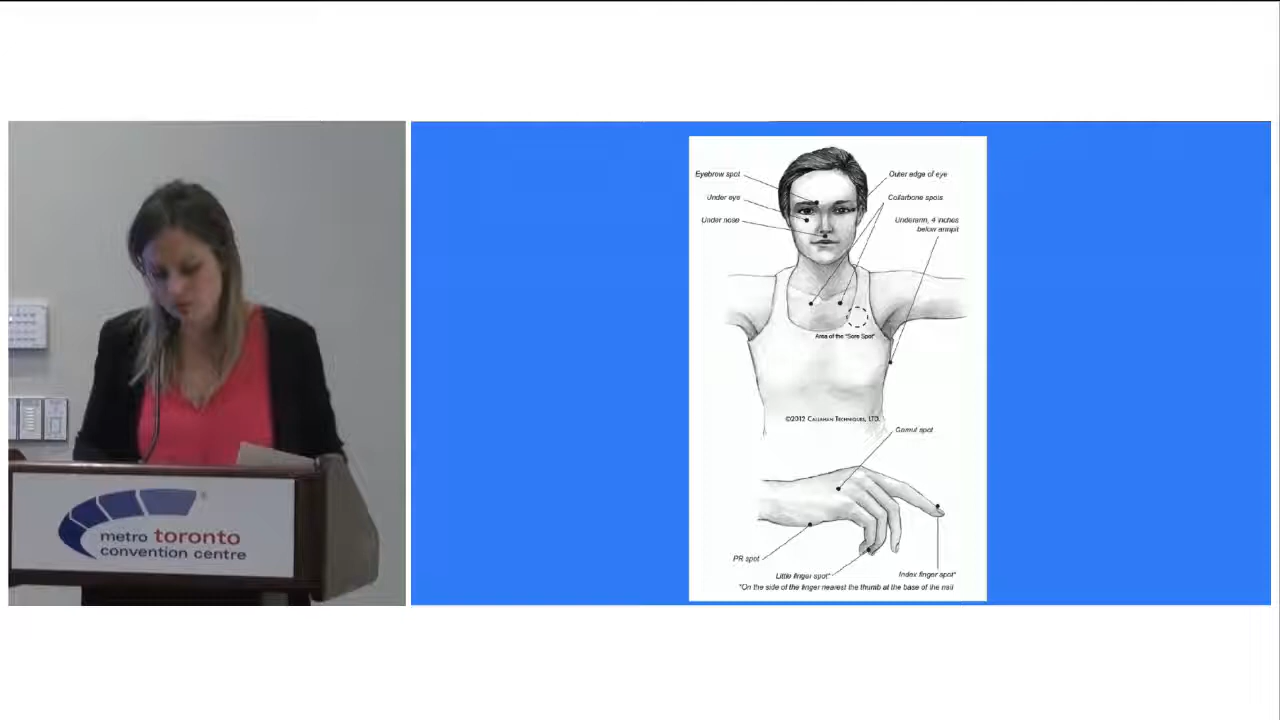 metro toronto
convention centre
®
Eyebrow spot
Under eye
Under nose
Outer edge of eye
Collarbone spots
Underarm, 4 inches
below armpit
Area of the "Sore Spot"
©2012 CALLAHAN TECHNIQUES, LTD.
Gamut spot
PR spot
Little finger spot*
Index finger spot*
*On the side of the finger nearest the thumb at the base of the nail